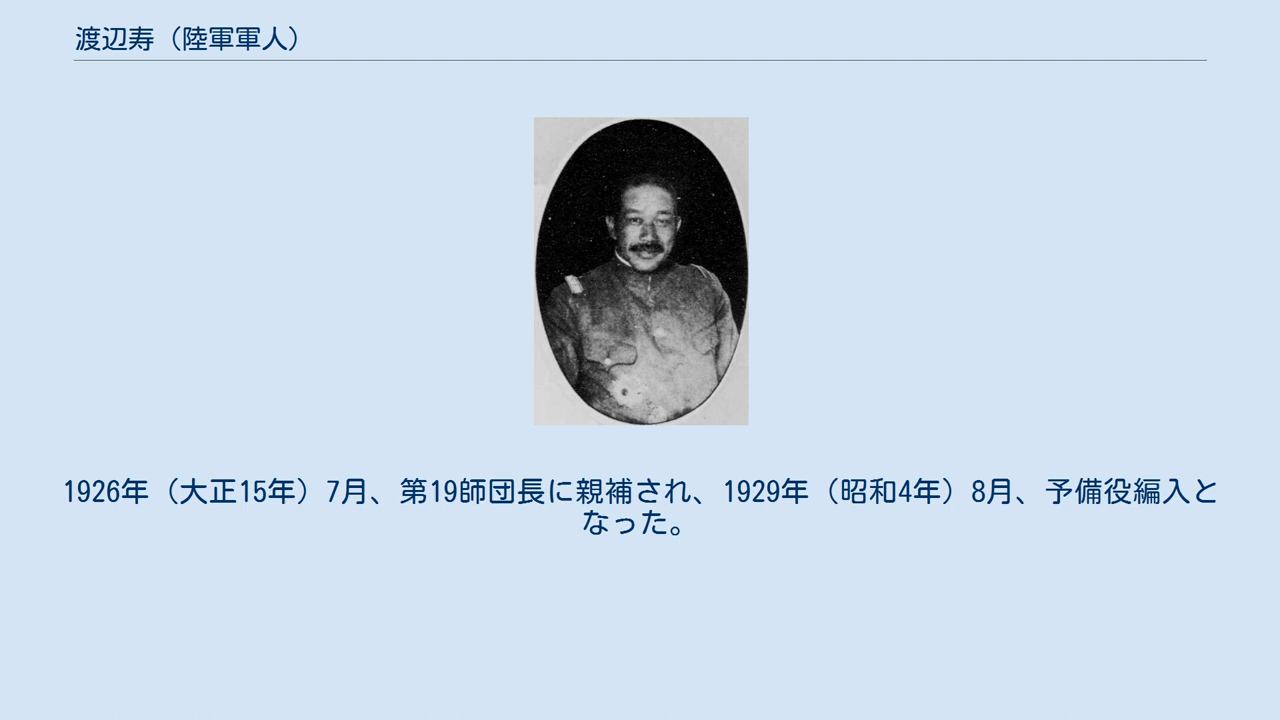 渡辺寿（陸軍軍人）
1926年（大正15年）7月、第19師団長に親補され、1929年（昭和4年）8月、予備役編入と
なった。